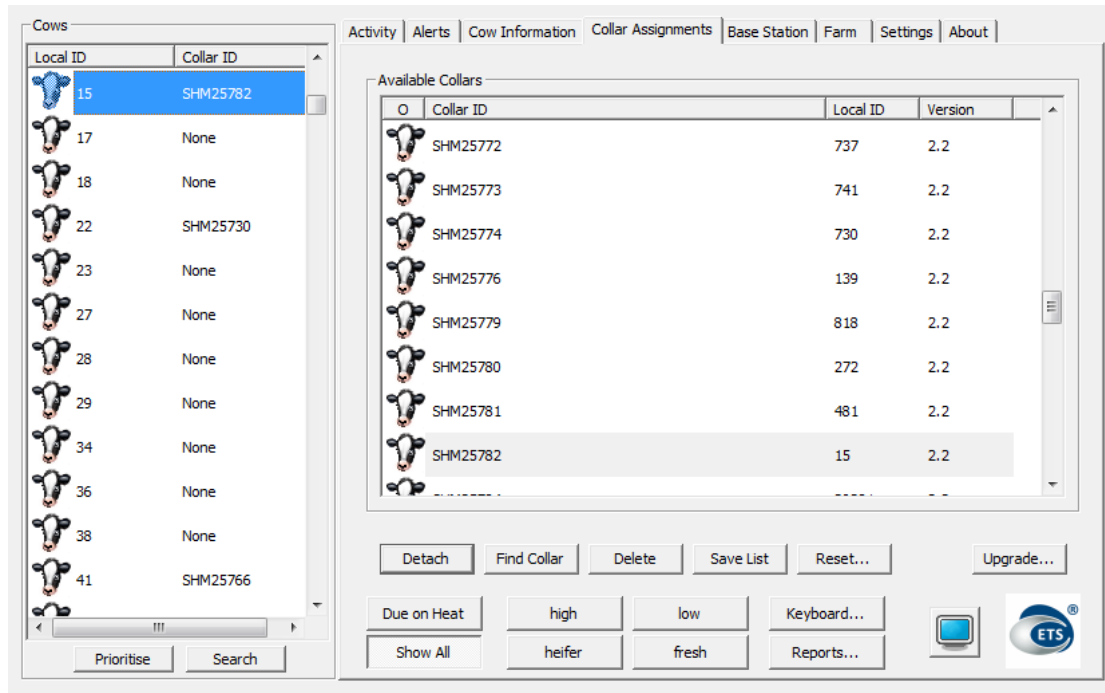 Cows
Local ID Collar ID
15 SHM25782
17 None
18 None
22 SHM25730
23 None
27 None
28 None
29 None
34 None
36 None
38 None
41 SHM25766
Prioritise Search
Activity Alerts Cow Information Collar Assignments Base Station Farm Settings About
Available Collars
O Collar ID Local ID Version
SHM25772 737 2.2
SHM25773 741 2.2
SHM25774 730 2.2
SHM25776 139 2.2
SHM25779 818 2.2
SHM25780 272 2.2
SHM25781 481 2.2
SHM25782 15 2.2
Detach Find Collar Delete Save List Reset... Upgrade...
Due on Heat high low Keyboard...
Show All heifer fresh Reports...
ETS ®